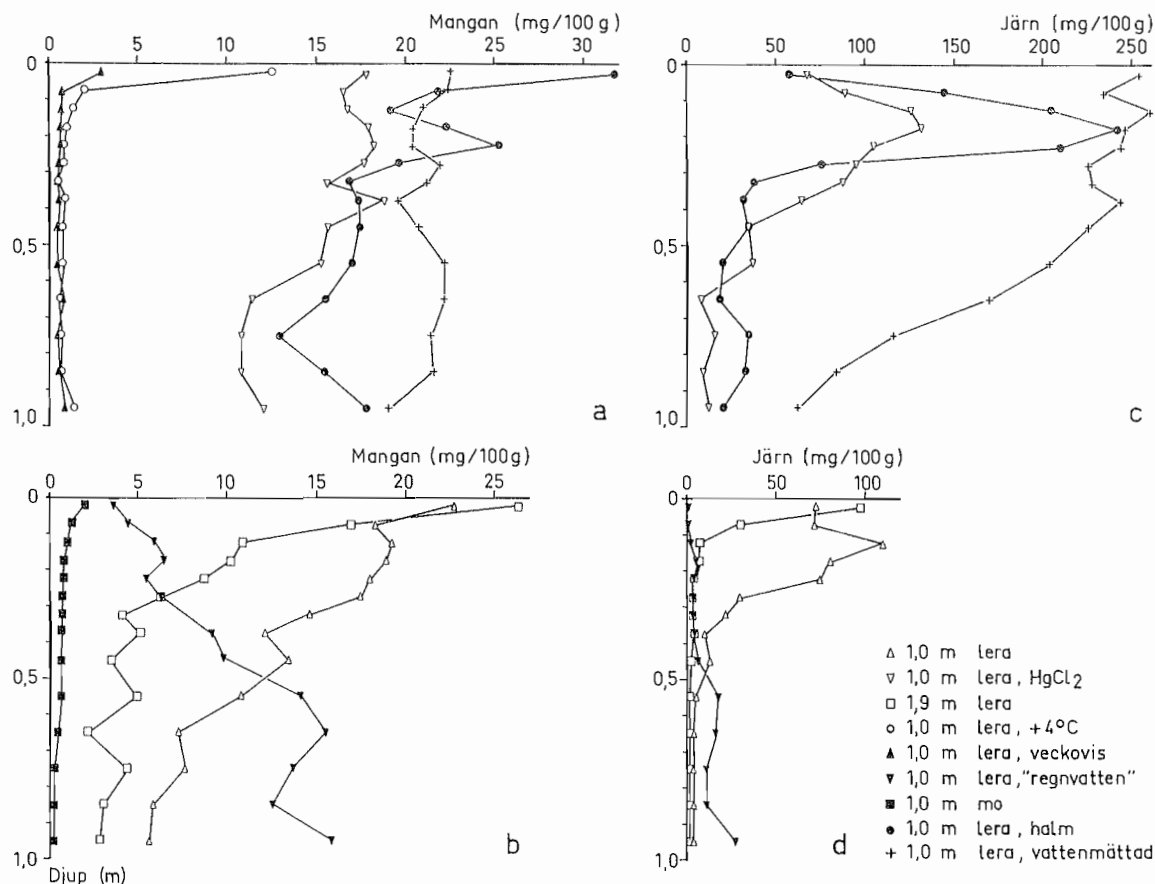 Mangan (mg/100 g)
0 5 10 15 20 25 30
0
0,5
1,0
a
Järn (mg/100 g)
0 50 100 150 200 250
0
0,5
1,0
c
Mangan (mg/100g)
0 5 10 15 20 25
0
0,5
1,0
Djup (m)
b
Järn (mg/100g)
0 50 100
0
0,5
1,0
d
1,0 m lera
1,0 m lera, HgCl2
1,9 m lera
1,0 m lera, +4°C
1,0 m lera, veckovis
1,0 m lera, "regnvatten"
1,0 m mo
1,0 m lera, halm
1,0 m lera, vattenmättad